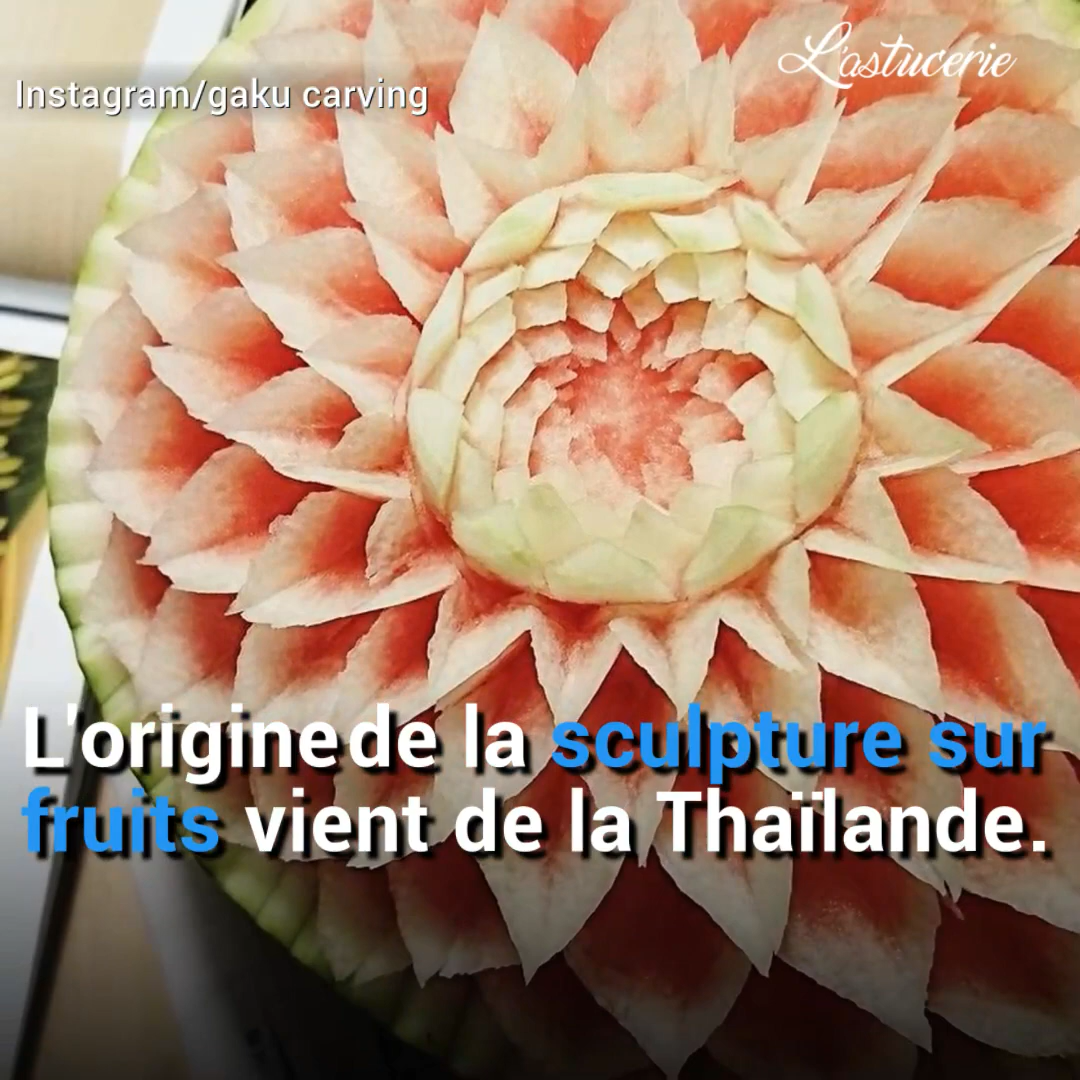 L'astucerie
Instagram/gaku carving
L'origine de la sculpture sur
fruits vient de la Thaïlande.